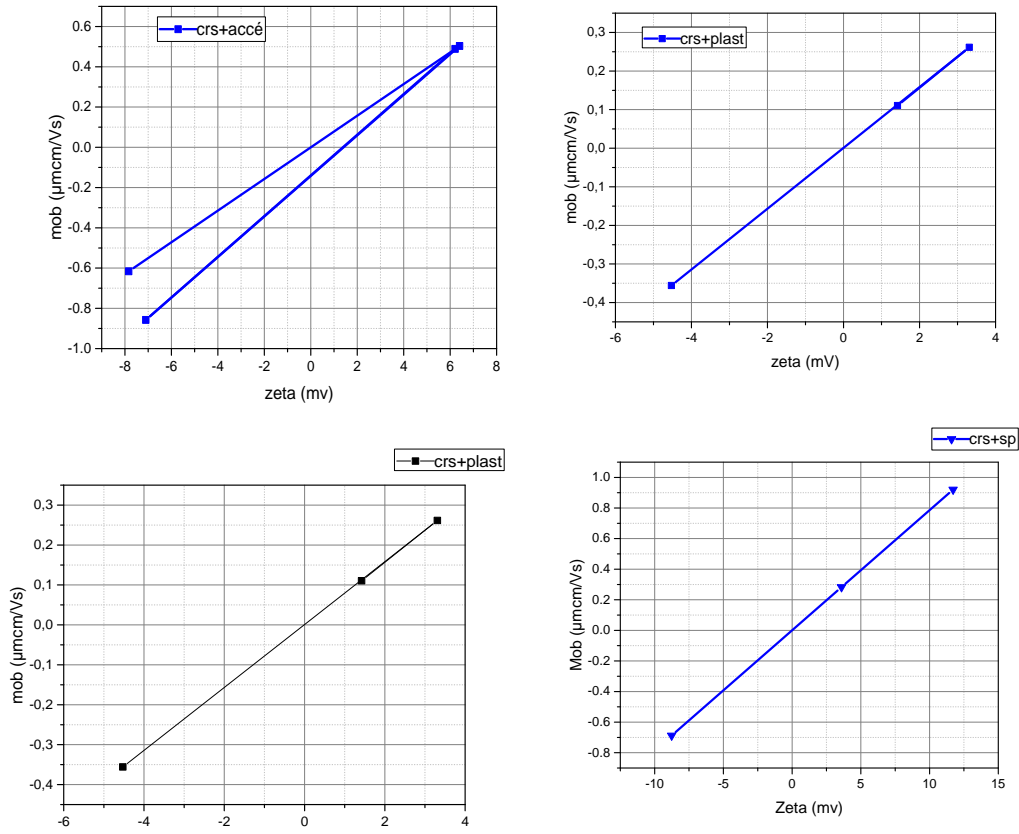 crs+accé
0.6
0.4
0.2
0.0
-0.2
-0.4
-0.6
-0.8
-1.0
mob (µmcm/Vs)
-8 -6 -4 -2 0 2 4 6 8
zeta (mv)
crs+plast
0,3
0,2
0,1
0,0
-0,1
-0,2
-0,3
-0,4
mob (µmcm/Vs)
-6 -4 -2 0 2 4
zeta (mV)
crs+plast
0,3
0,2
0,1
0,0
-0,1
-0,2
-0,3
-0,4
mob (µmcm/Vs)
-6 -4 -2 0 2 4
crs+sp
1.0
0.8
0.6
0.4
0.2
0.0
-0.2
-0.4
-0.6
-0.8
Mob (µmcm/Vs)
-10 -5 0 5 10 15
Zeta (mv)